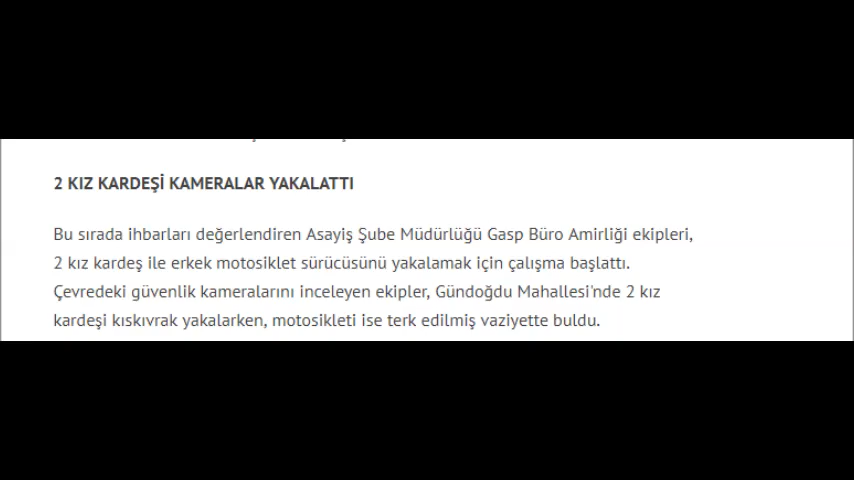 2 KIZ KARDEŞİ KAMERALAR YAKALATTI
Bu sırada ihbarları değerlendiren Asayiş Şube Müdürlüğü Gasp Büro Amirliği ekipleri,
2 kız kardeş ile erkek motosiklet sürücüsünü yakalamak için çalışma başlattı.
Çevredeki güvenlik kameralarını inceleyen ekipler, Gündoğdu Mahallesi'nde 2 kız
kardeşi kıskıvrak yakalarken, motosikleti ise terk edilmiş vaziyette buldu.